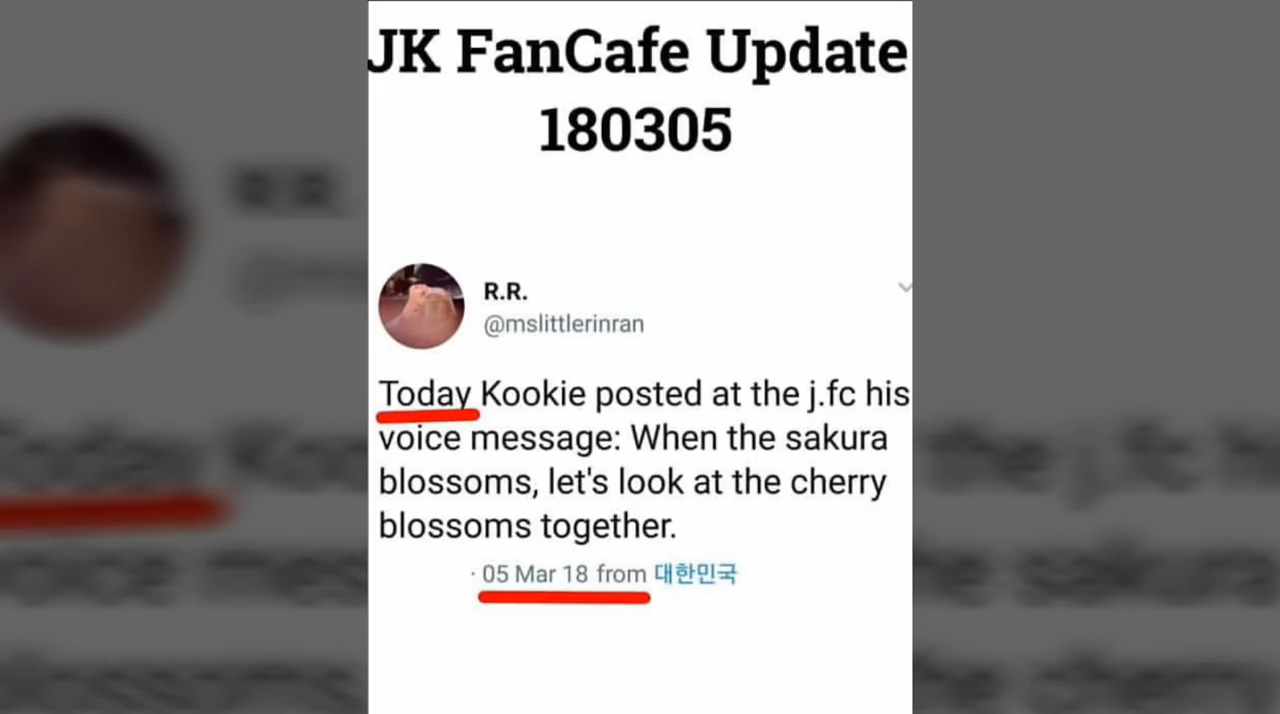 JK FanCafe Update
180305
R.R.
@mslittlerinran
Today Kookie posted at the j.fc his
voice message: When the sakura
blossoms, let's look at the cherry
blossoms together.
· 05 Mar 18 from 대한민국